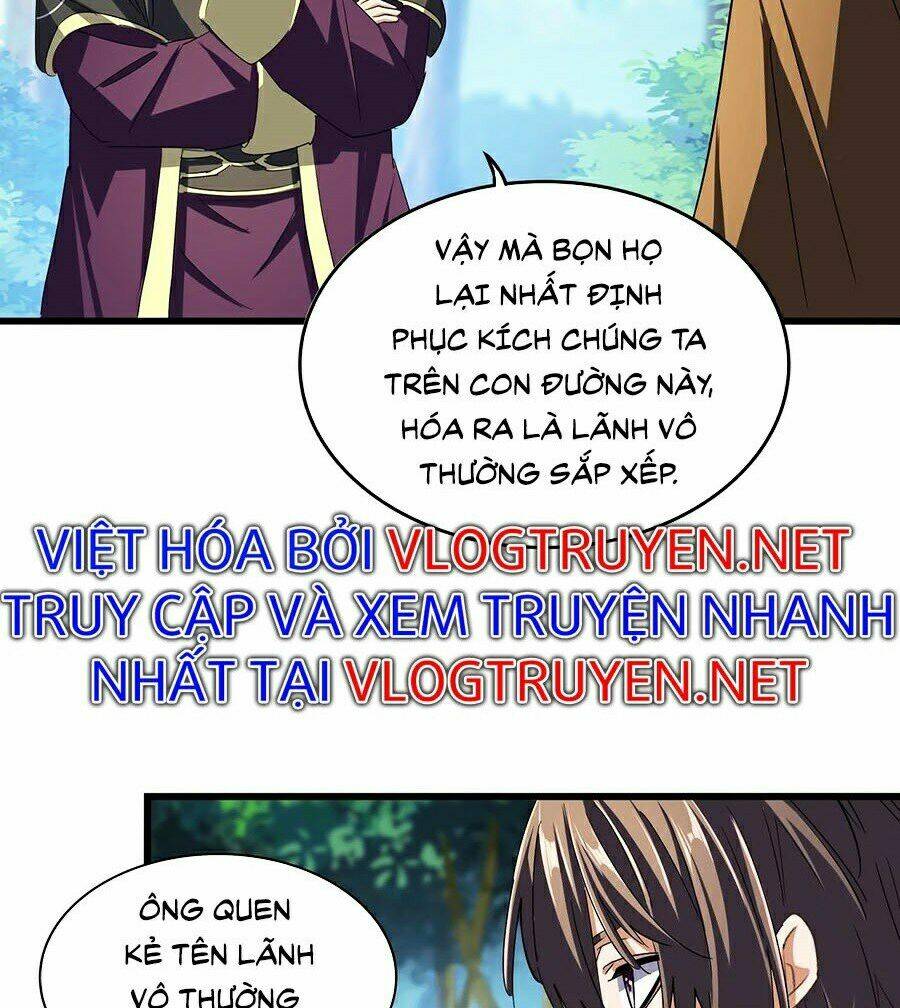 VẬY MÀ BỌN HỌ
LẠI NHẤT ĐỊNH
PHỤC KÍCH CHÚNG TA
TRÊN CON ĐƯỜNG NÀY,
HÓA RA LÀ LÃNH VÔ
THƯỜNG SẮP XẾP.
VIỆT HÓA BỞI VLOGTRUYEN.NET
TRUY CẬP VÀ XEM TRUYỆN NHANH
NHẤT TẠI VLOGTRUYEN.NET
ÔNG QUEN
KẺ TÊN LÃNH
VÔ THƯỜNG